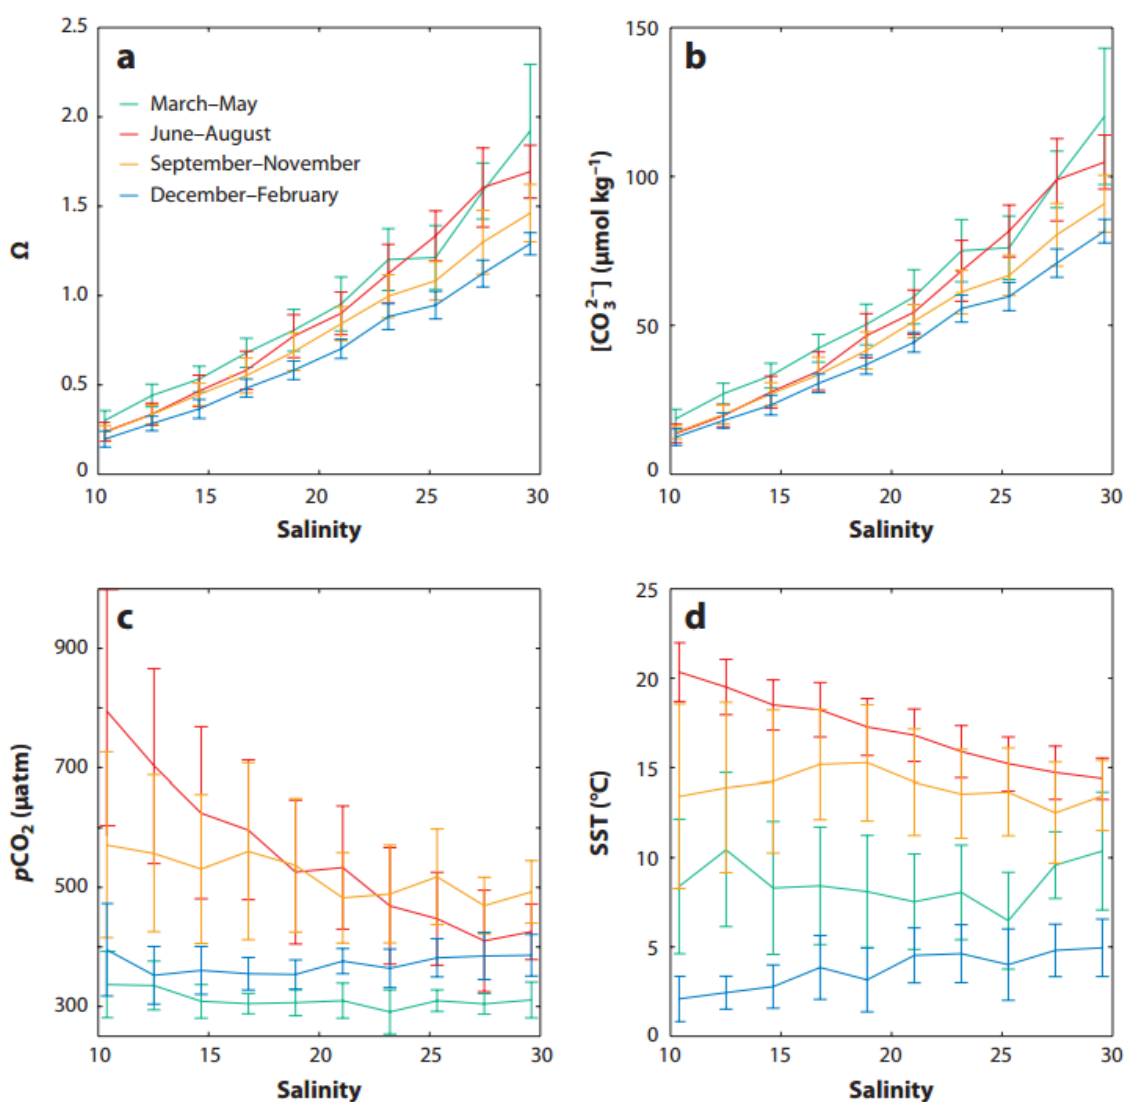 a
March–May
June–August
September–November
December–February
Ω
2.5
2.0
1.5
1.0
0.5
0
10 15 20 25 30
Salinity
b
[CO₃²⁻] (μmol kg⁻¹)
150
100
50
0
10 15 20 25 30
Salinity
c
pCO₂ (μatm)
900
700
500
300
10 15 20 25 30
Salinity
d
SST (°C)
25
20
15
10
5
0
10 15 20 25 30
Salinity